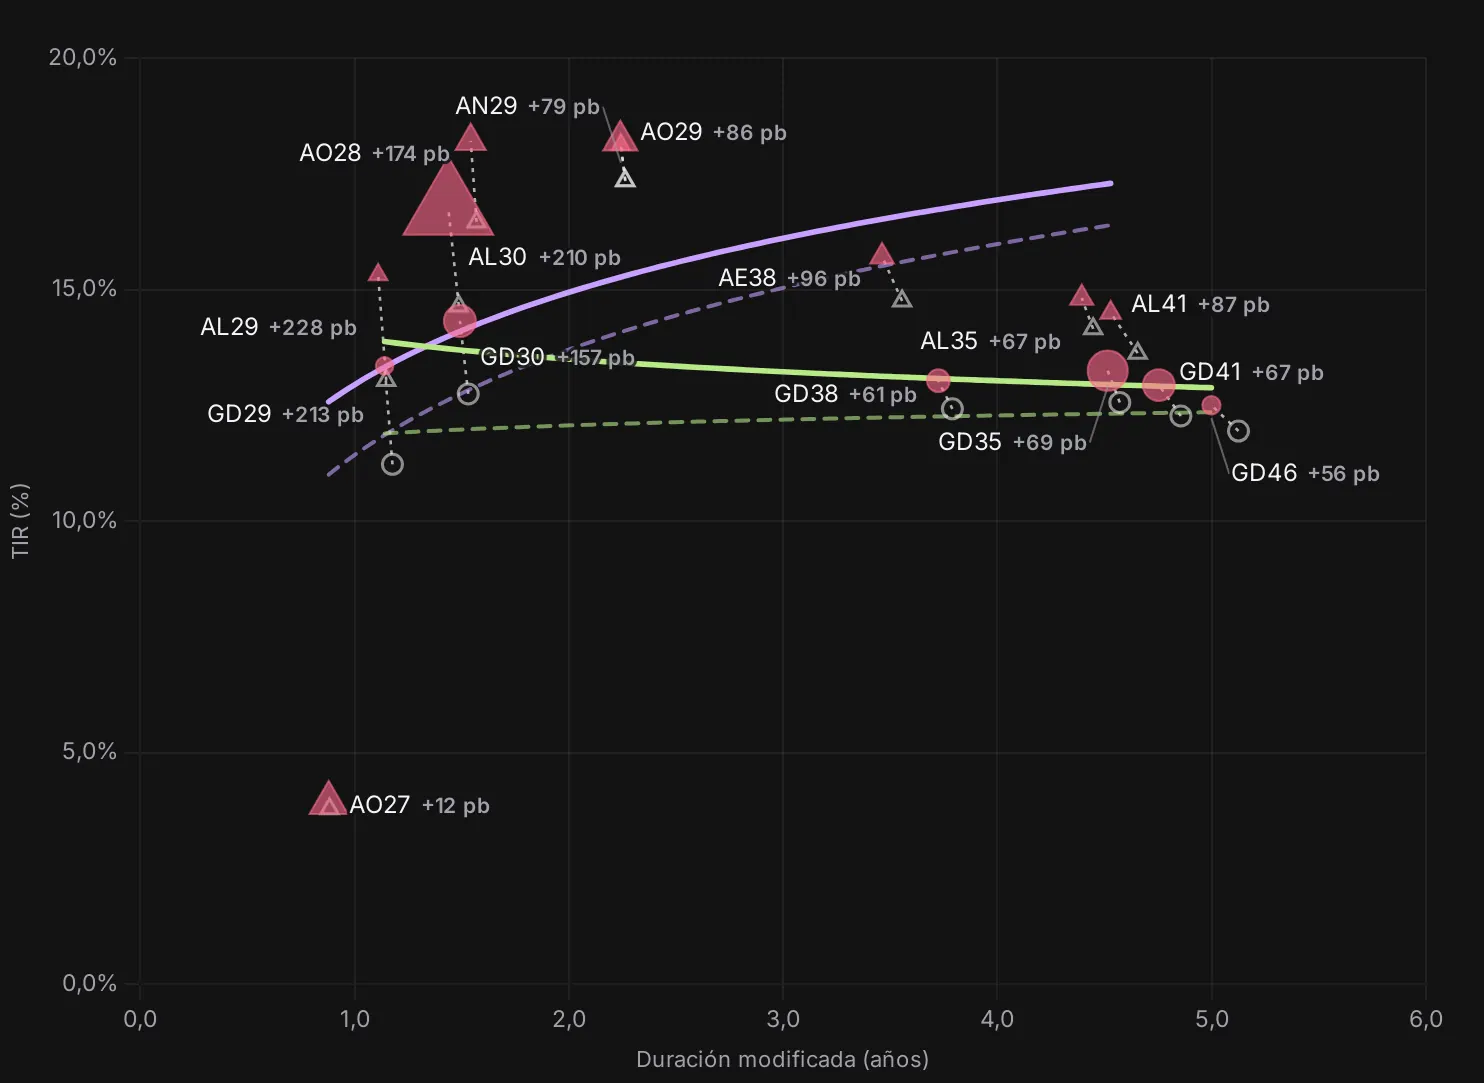 20,0%
AN29 +79 pb
AO29 +86 pb
AO28 +174 pb
AL30 +210 pb
AE38 +96 pb
15,0%
AL41 +87 pb
AL29 +228 pb
AL35 +67 pb
GD30 +157 pb
GD41 +67 pb
GD38 +61 pb
GD29 +213 pb
GD35 +69 pb
GD46 +56 pb
10,0%
TIR (%)
5,0%
AO27 +12 pb
0,0%
0,0 1,0 2,0 3,0 4,0 5,0 6,0
Duración modificada (años)